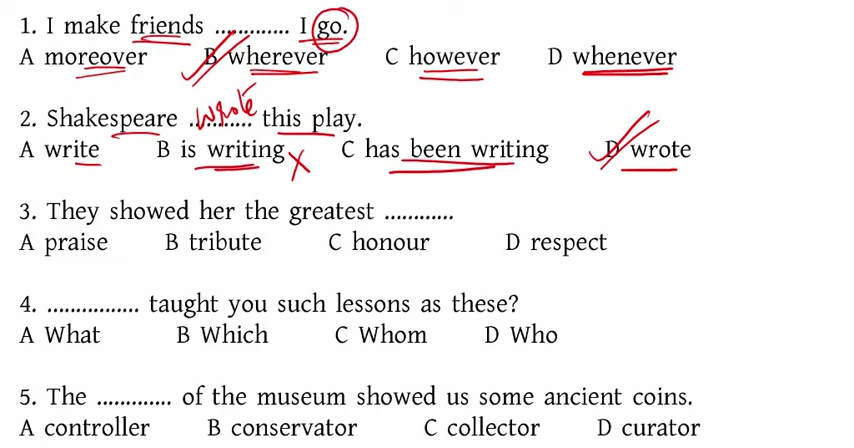 1. I make friends ............. I go.
A moreover B wherever C however D whenever
2. Shakespeare ...wrote... this play.
A write B is writing C has been writing D wrote
3. They showed her the greatest ............
A praise B tribute C honour D respect
4. ................ taught you such lessons as these?
A What B Which C Whom D Who
5. The ............. of the museum showed us some ancient coins.
A controller B conservator C collector D curator